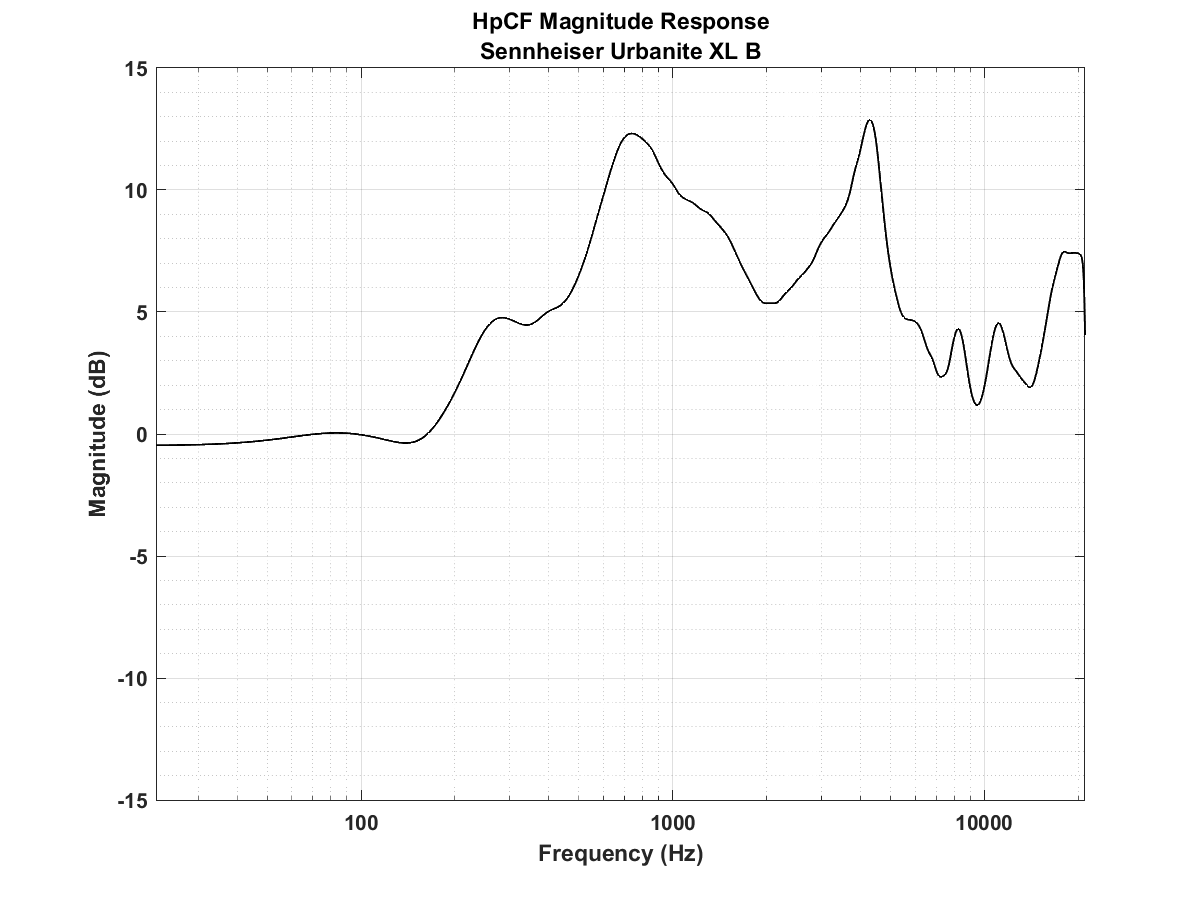 HpCF Magnitude Response
Sennheiser Urbanite XL B
15
10
5
0
-5
-10
-15
Magnitude (dB)
100
1000
10000
Frequency (Hz)